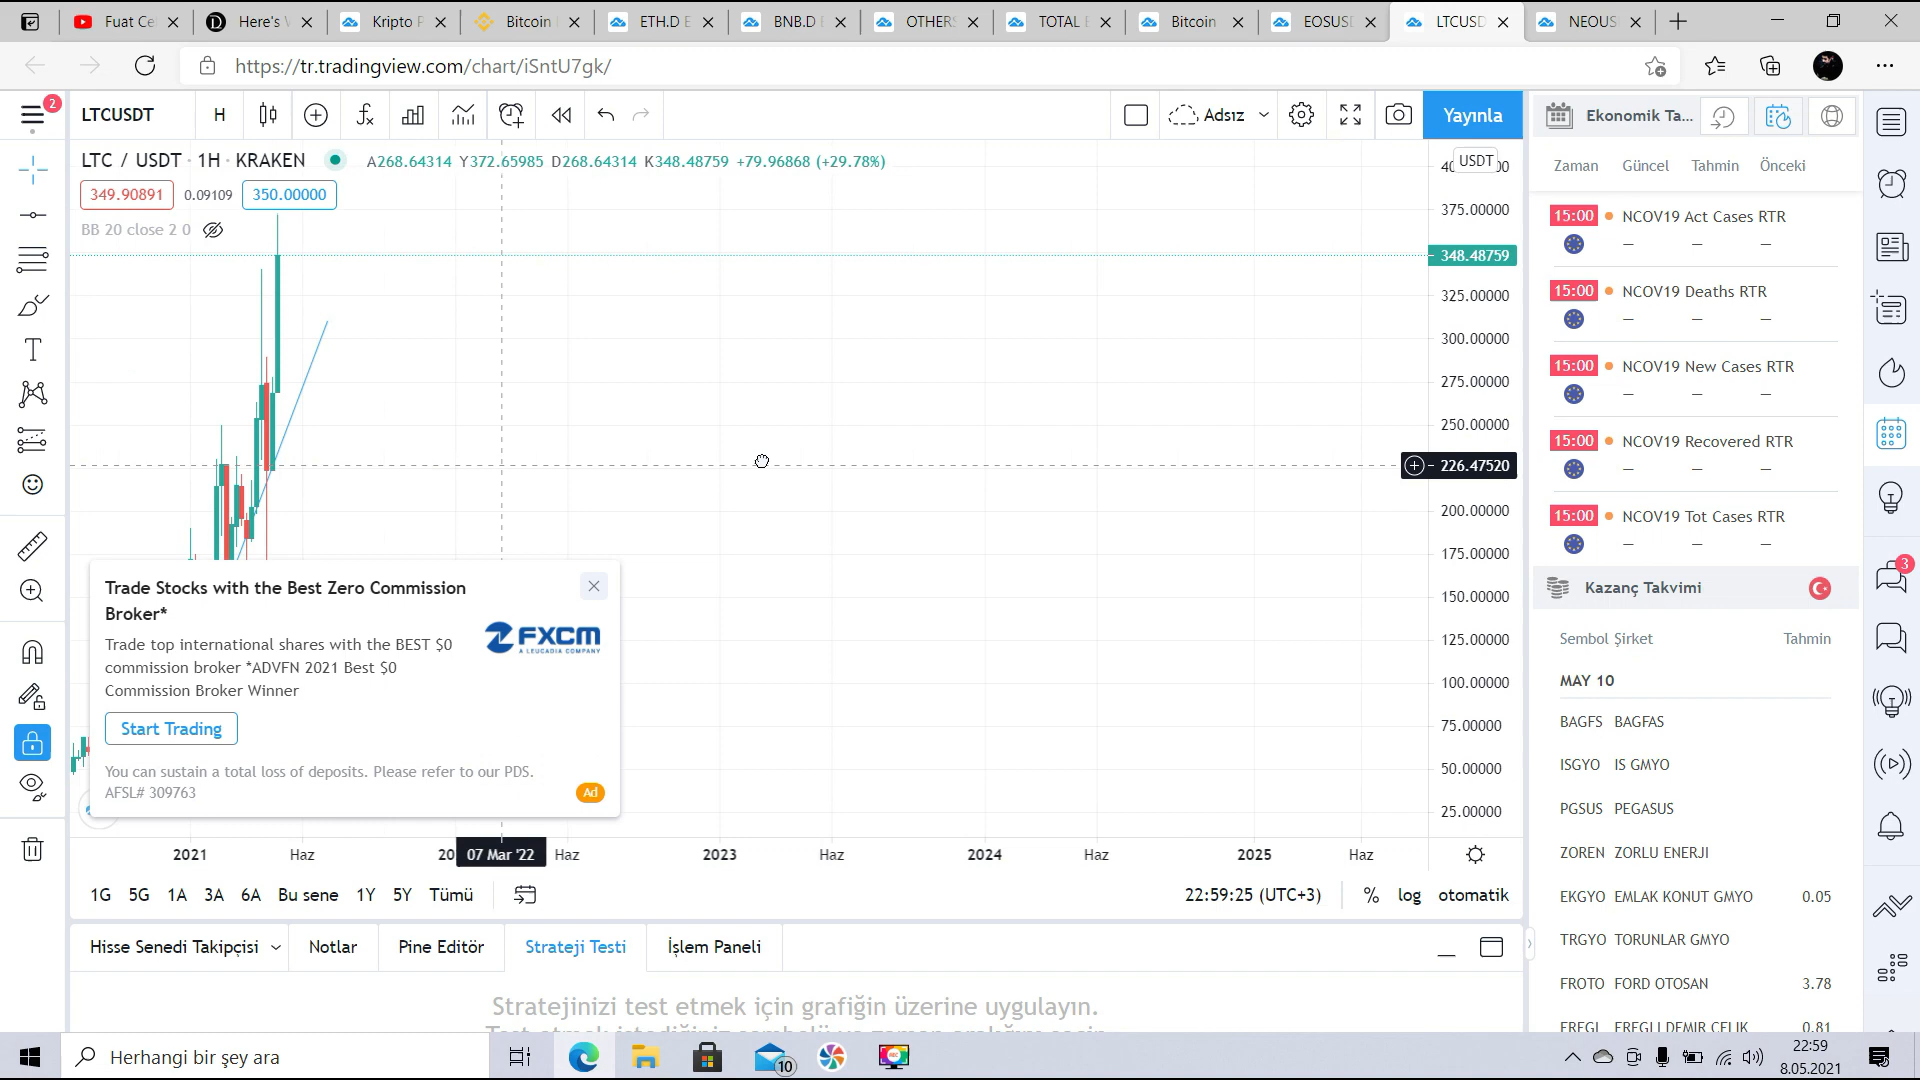 Fuat Cel
Here's V
Kripto P
Bitcoin
ETH.D E
BNB.D E
OTHERS
TOTAL E
Bitcoin
EOSUSD
LTCUSD
NEOUS
https://tr.tradingview.com/chart/iSntU7gk/
2
LTCUSDT
H
Adsız
Yayınla
LTC / USDT · 1H · KRAKEN
A268.64314 Y372.65985 D268.64314 K348.48759 +79.96868 (+29.78%)
349.90891
0.09109
350.00000
BB 20 close 2 0
USDT
375.00000
348.48759
325.00000
300.00000
275.00000
250.00000
226.47520
200.00000
175.00000
150.00000
125.00000
100.00000
75.00000
50.00000
25.00000
Trade Stocks with the Best Zero Commission
Broker*
Trade top international shares with the BEST $0
commission broker *ADVFN 2021 Best $0
Commission Broker Winner
FXCM
A LEUCADIA COMPANY
Start Trading
You can sustain a total loss of deposits. Please refer to our PDS.
AFSL# 309763
Ad
2021
Haz
20
07 Mar '22
Haz
2023
Haz
2024
Haz
2025
Haz
1G 5G 1A 3A 6A Bu sene 1Y 5Y Tümü
22:59:25 (UTC+3)
% log otomatik
Hisse Senedi Takipçisi
Notlar
Pine Editör
Strateji Testi
İşlem Paneli
Stratejinizi test etmek için grafiğin üzerine uygulayın.
Ekonomik Ta...
Zaman Güncel Tahmin Önceki
15:00 NCOV19 Act Cases RTR
– – –
15:00 NCOV19 Deaths RTR
– – –
15:00 NCOV19 New Cases RTR
– – –
15:00 NCOV19 Recovered RTR
– – –
15:00 NCOV19 Tot Cases RTR
– – –
Kazanç Takvimi
Sembol Şirket Tahmin
MAY 10
BAGFS BAGFAS
ISGYO IS GMYO
PGSUS PEGASUS
ZOREN ZORLU ENERJI
EKGYO EMLAK KONUT GMYO 0.05
TRGYO TORUNLAR GMYO
FROTO FORD OTOSAN 3.78
EREGL EREGLI DEMIR CELIK 0.81
3
Herhangi bir şey ara
10
22:59
8.05.2021